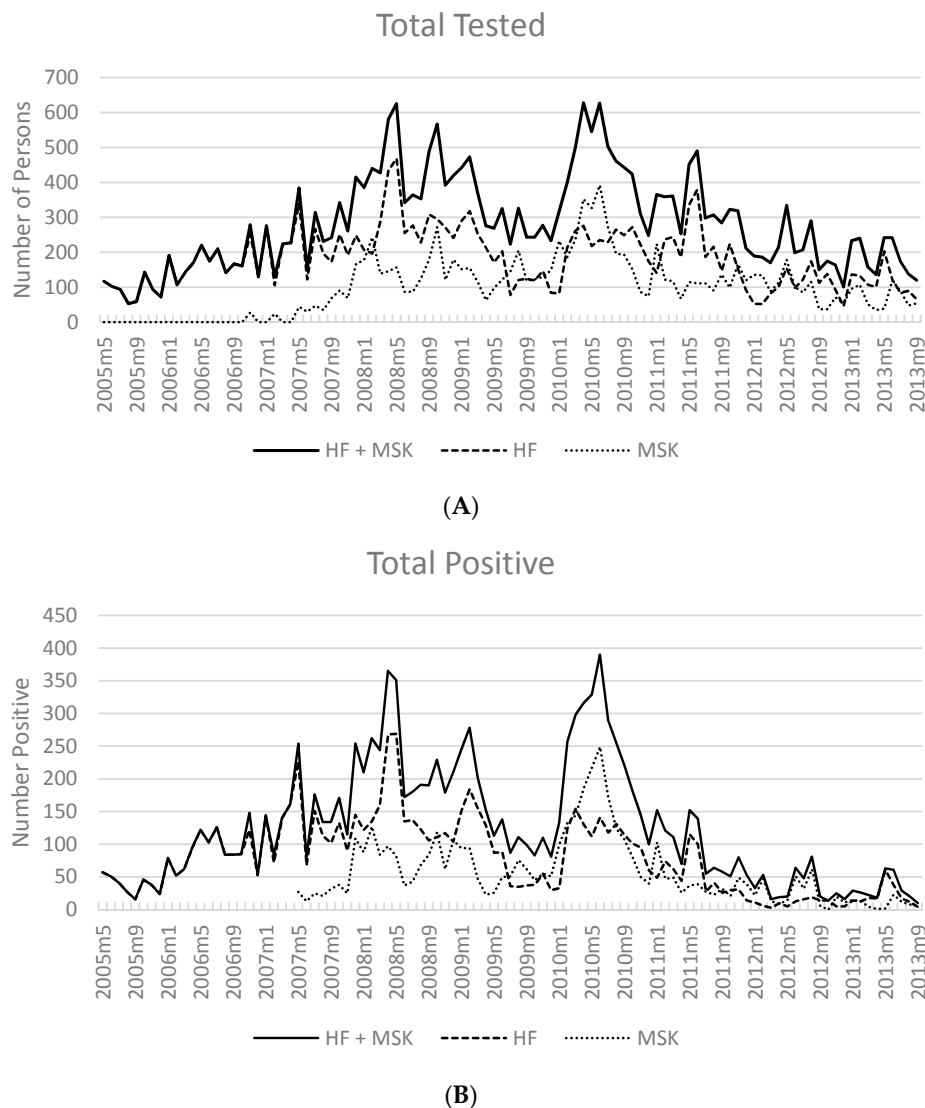 Total Tested
Number of Persons
700
600
500
400
300
200
100
0
2005m5
2005m9
2006m1
2006m5
2006m9
2007m1
2007m5
2007m9
2008m1
2008m5
2008m9
2009m1
2009m5
2009m9
2010m1
2010m5
2010m9
2011m1
2011m5
2011m9
2012m1
2012m5
2012m9
2013m1
2013m5
2013m9
HF + MSK HF MSK
(A)
Total Positive
Number Positive
450
400
350
300
250
200
150
100
50
0
2005m5
2005m9
2006m1
2006m5
2006m9
2007m1
2007m5
2007m9
2008m1
2008m5
2008m9
2009m1
2009m5
2009m9
2010m1
2010m5
2010m9
2011m1
2011m5
2011m9
2012m1
2012m5
2012m9
2013m1
2013m5
2013m9
HF + MSK HF MSK
(B)